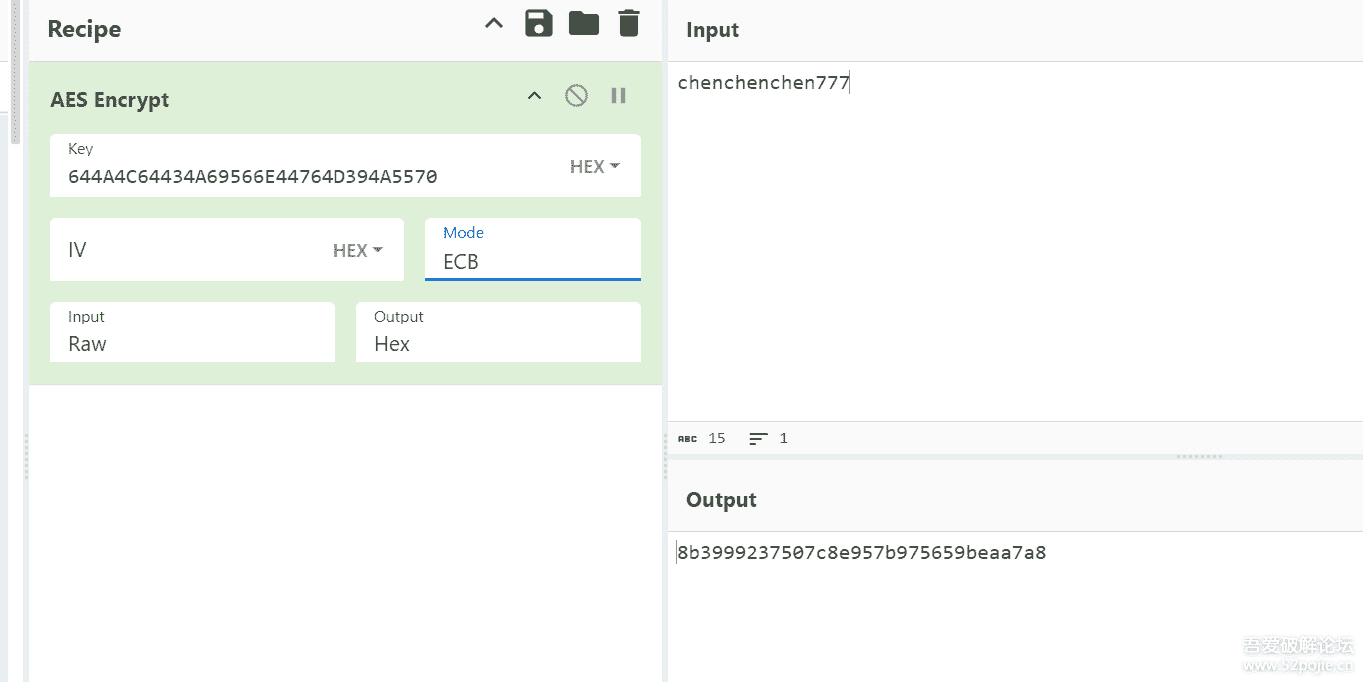 Recipe
AES Encrypt
Key
644A4C64434A69566E44764D394A5570
HEX
IV
HEX
Mode
ECB
Input
Raw
Output
Hex
Input
chenchenchen777
ABC 15 1
Output
8b3999237507c8e957b975659beaa7a8
吾爱破解论坛
www.52pojie.cn